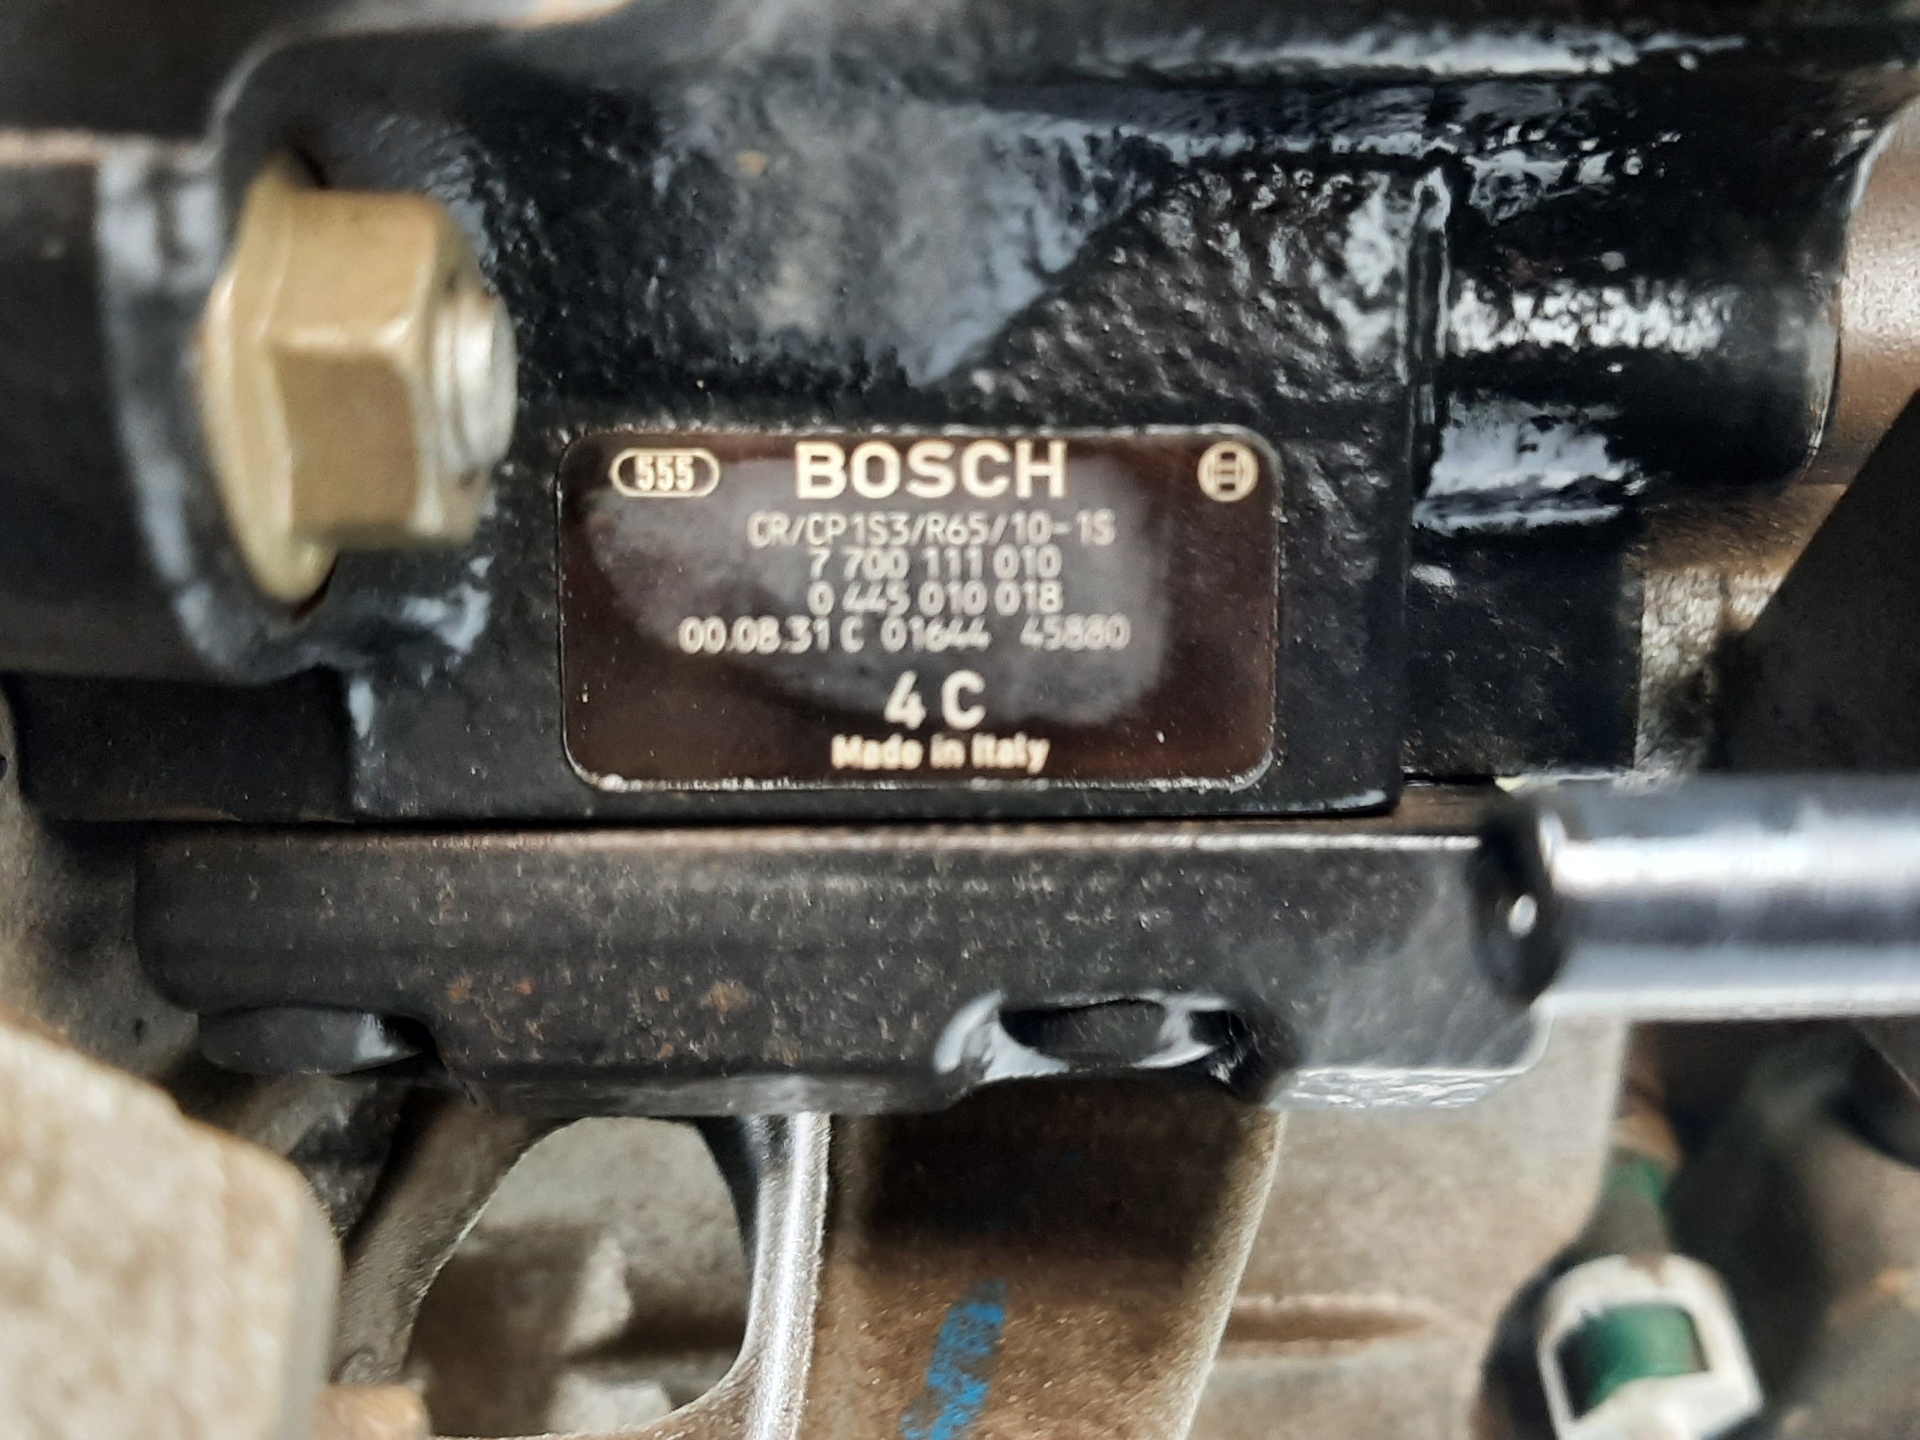 555 BOSCH
CR/CP1S3/R65/10-1S
7 700 111 010
0 445 010 018
00.08.31 C 01644 45880
4 C
Made in Italy